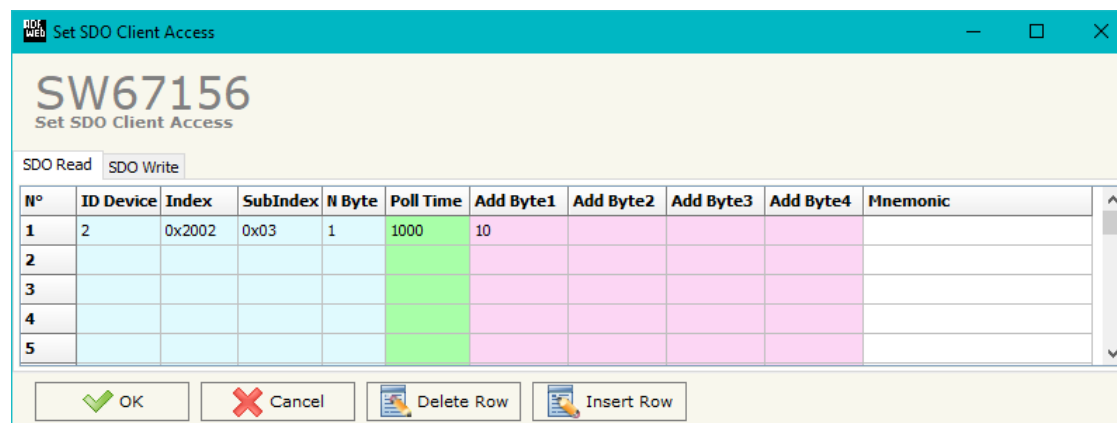 ADF WEB Set SDO Client Access
SW67156
Set SDO Client Access
SDO Read SDO Write
N° ID Device Index SubIndex N Byte Poll Time Add Byte1 Add Byte2 Add Byte3 Add Byte4 Mnemonic
1 2 0x2002 0x03 1 1000 10
2
3
4
5
OK Cancel Delete Row Insert Row